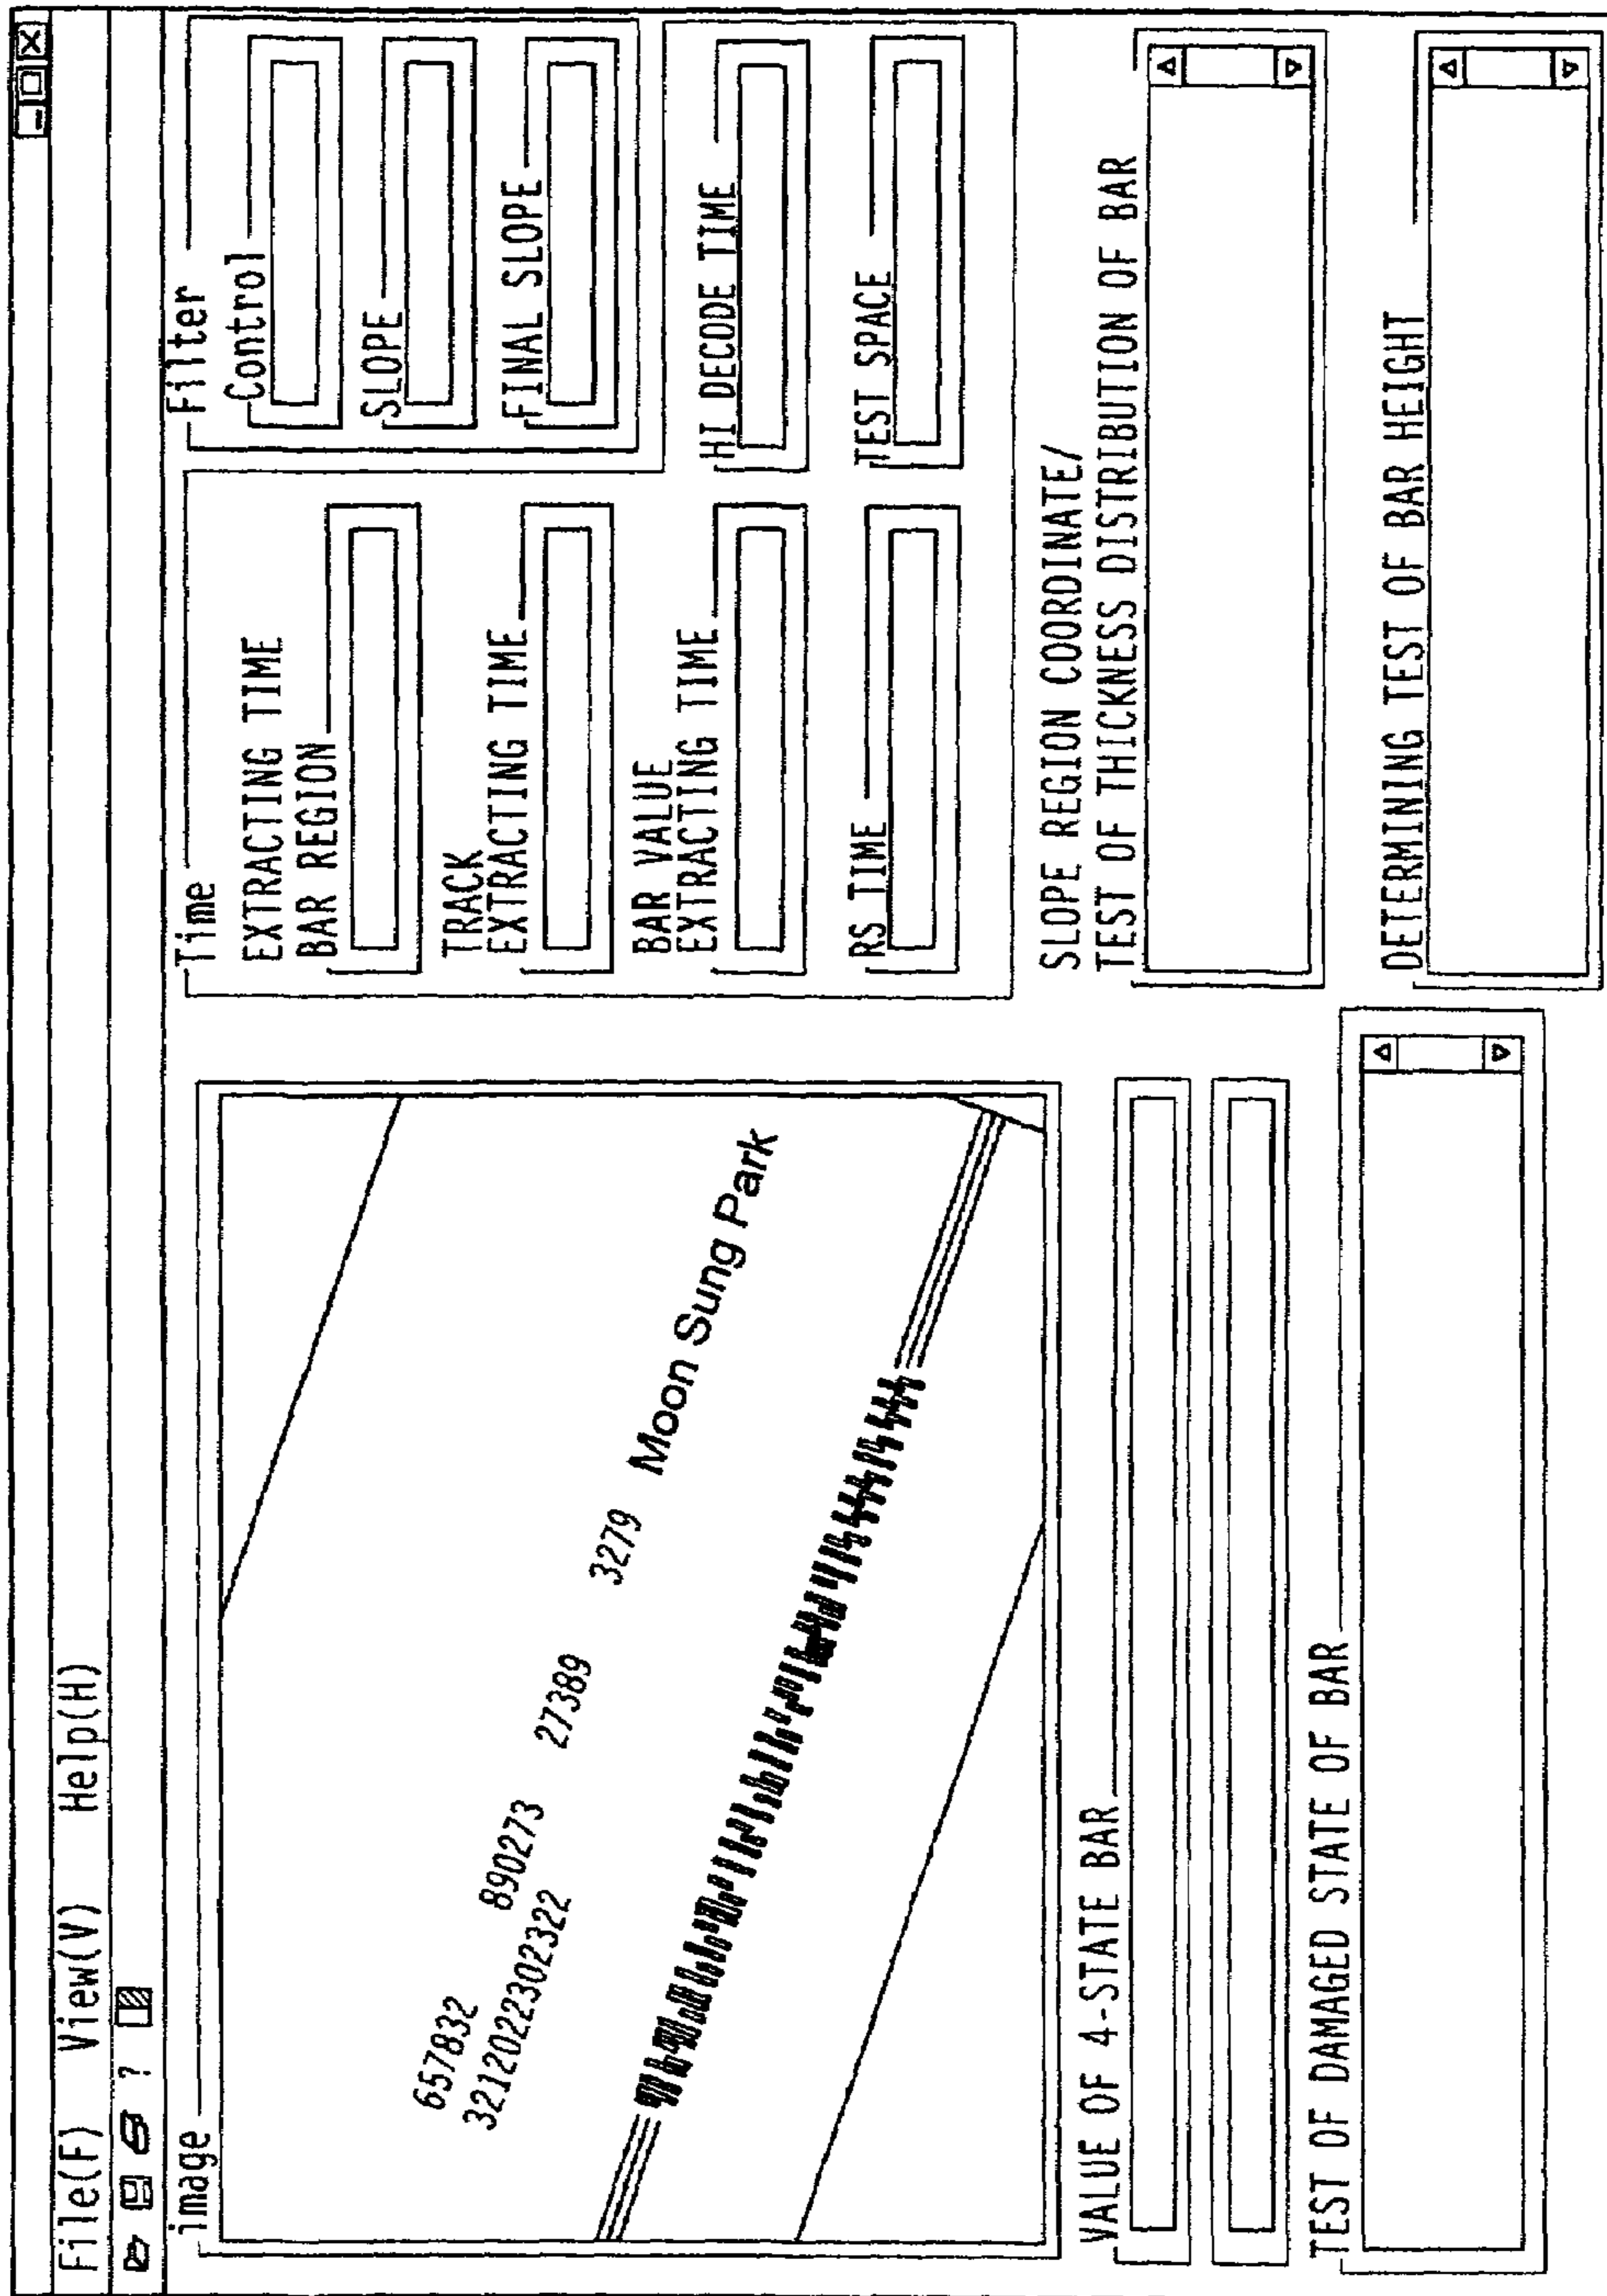 File(F) View(V) Help(H)
?
image
657832 890273 27389 3279 Moon Sung Park
32120223023​22
VALUE OF 4-STATE BAR
TEST OF DAMAGED STATE OF BAR
Time
EXTRACTING TIME
BAR REGION
TRACK
EXTRACTING TIME
BAR VALUE
EXTRACTING TIME
RS TIME
Filter
Control
SLOPE
FINAL SLOPE
HI DECODE TIME
TEST SPACE
SLOPE REGION COORDINATE/
TEST OF THICKNESS DISTRIBUTION OF BAR
DETERMINING TEST OF BAR HEIGHT